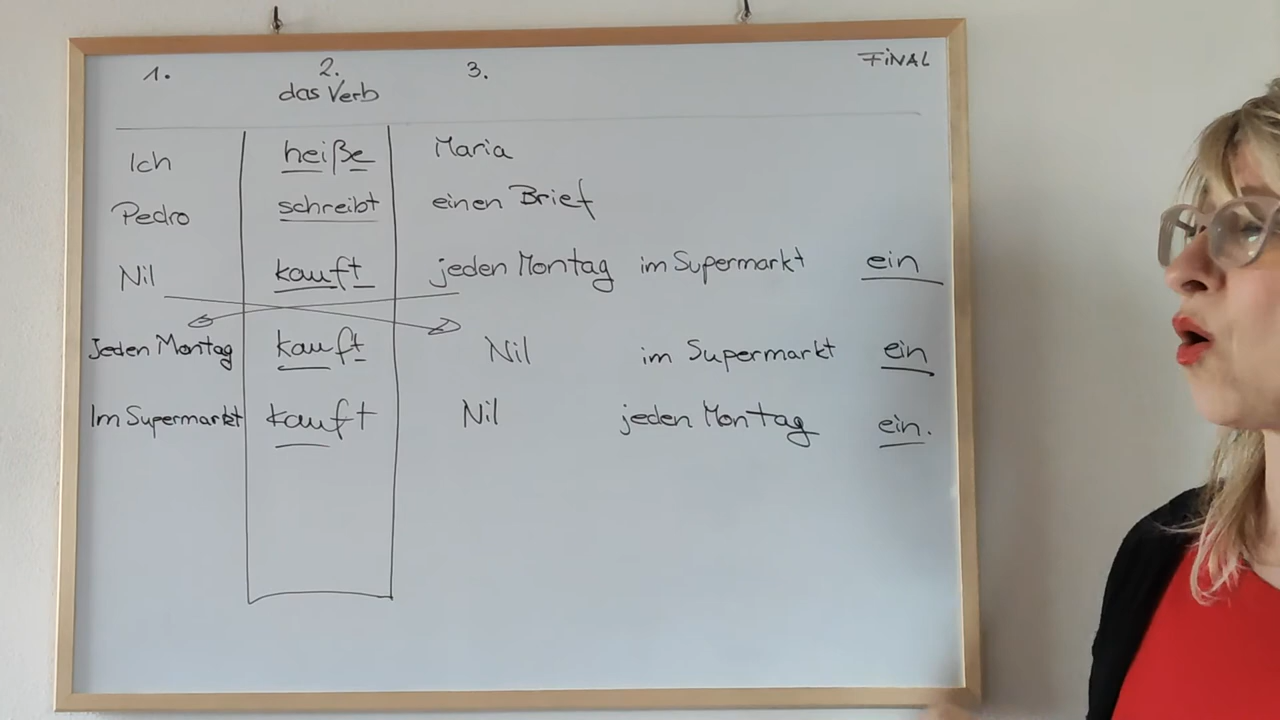 1. 2. 3. FiNAL
das Verb
Ich heiße Maria
Pedro schreibt einen Brief
Nil kauft jeden Montag im Supermarkt ein
Jeden Montag kauft Nil im Supermarkt ein
Im Supermarkt kauft Nil jeden Montag ein.